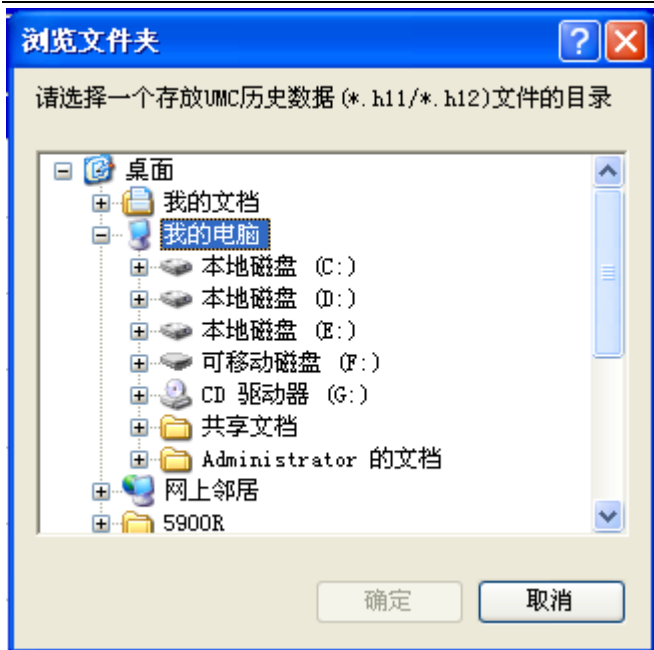 浏览文件夹
请选择一个存放UMC历史数据(*.h11/*.h12)文件的目录
桌面
我的文档
我的电脑
本地磁盘 (C:)
本地磁盘 (D:)
本地磁盘 (E:)
可移动磁盘 (F:)
CD 驱动器 (G:)
共享文档
Administrator 的文档
网上邻居
5900R
确定 取消